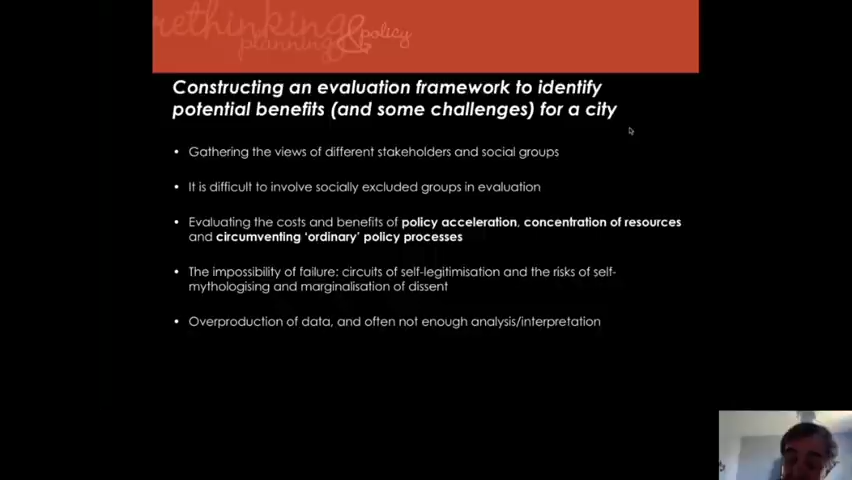 rethinking
planning & policy
Constructing an evaluation framework to identify
potential benefits (and some challenges) for a city
• Gathering the views of different stakeholders and social groups
• It is difficult to involve socially excluded groups in evaluation
• Evaluating the costs and benefits of policy acceleration, concentration of resources
and circumventing ‘ordinary’ policy processes
• The impossibility of failure: circuits of self-legitimisation and the risks of self-
mythologising and marginalisation of dissent
• Overproduction of data, and often not enough analysis/interpretation